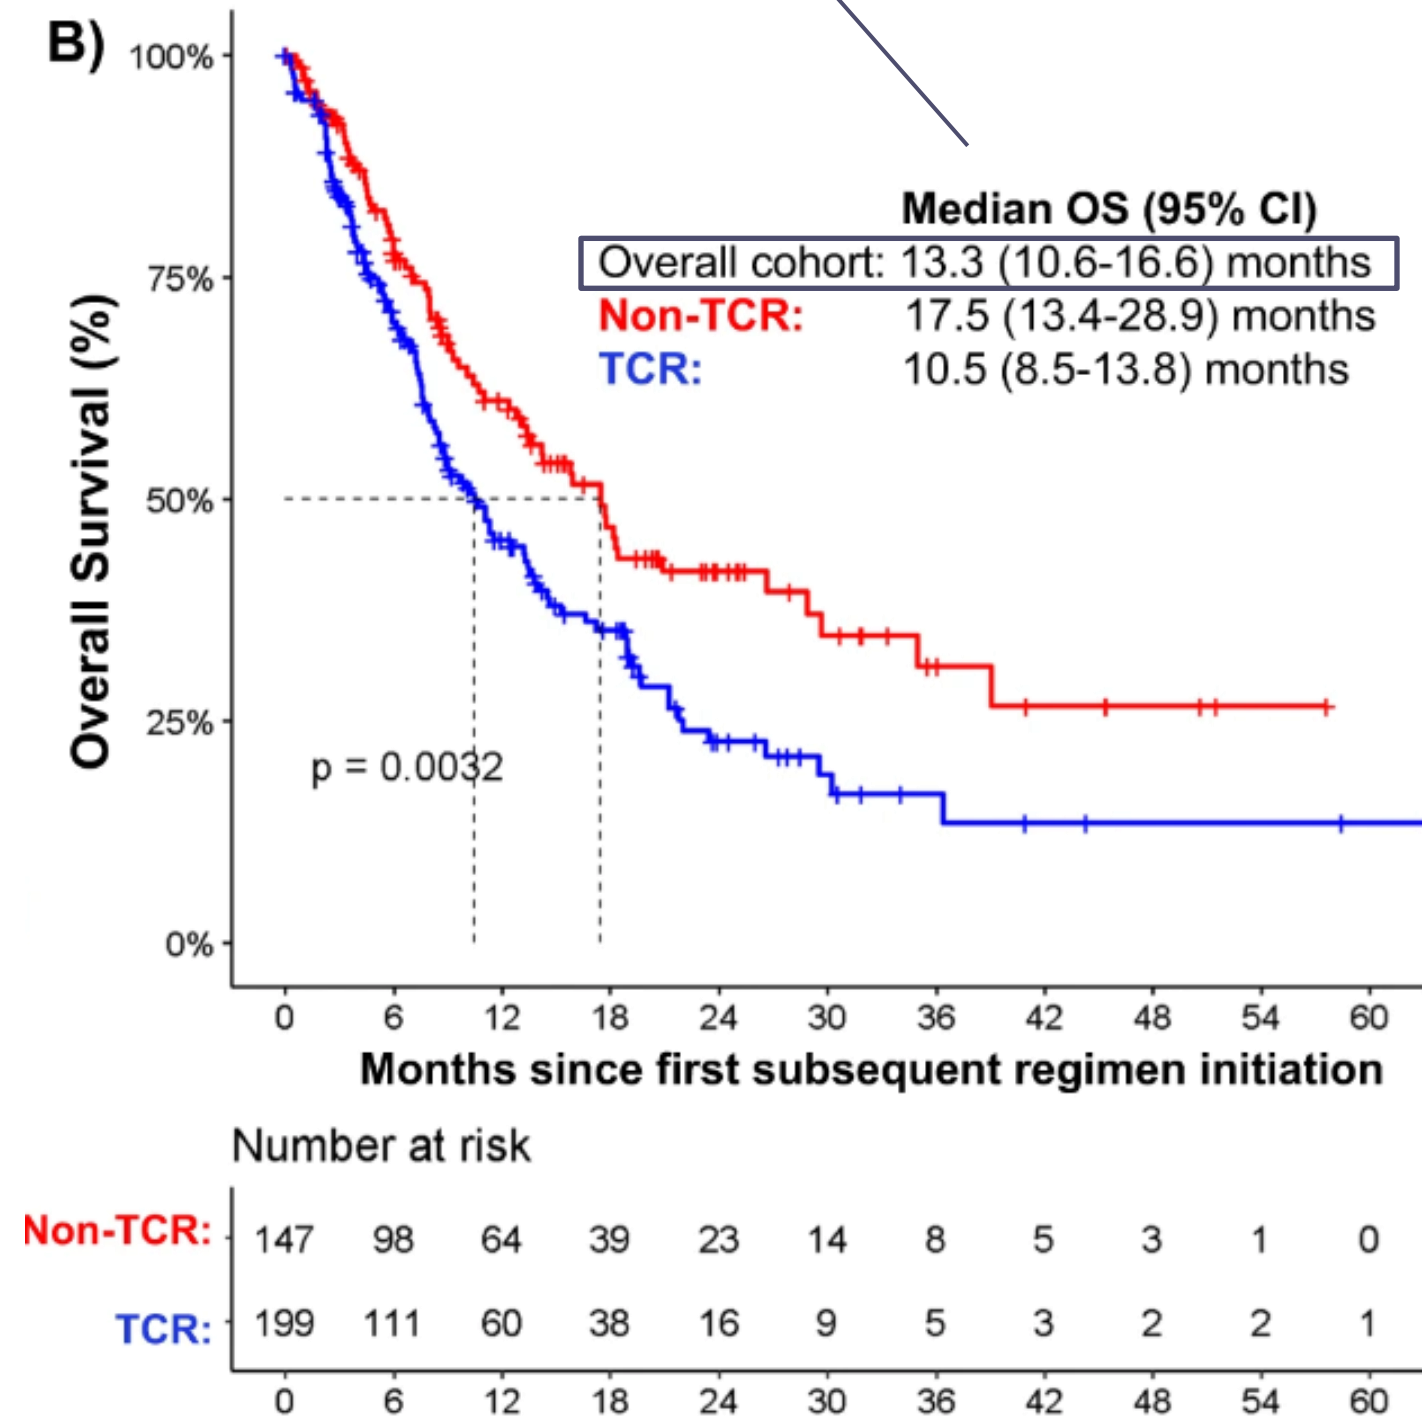 B)
Overall Survival (%)
100%
75%
50%
25%
0%
Median OS (95% CI)
Overall cohort: 13.3 (10.6-16.6) months
Non-TCR: 17.5 (13.4-28.9) months
TCR: 10.5 (8.5-13.8) months
p = 0.0032
0 6 12 18 24 30 36 42 48 54 60
Months since first subsequent regimen initiation
Number at risk
Non-TCR: 147 98 64 39 23 14 8 5 3 1 0
TCR: 199 111 60 38 16 9 5 3 2 2 1
0 6 12 18 24 30 36 42 48 54 60